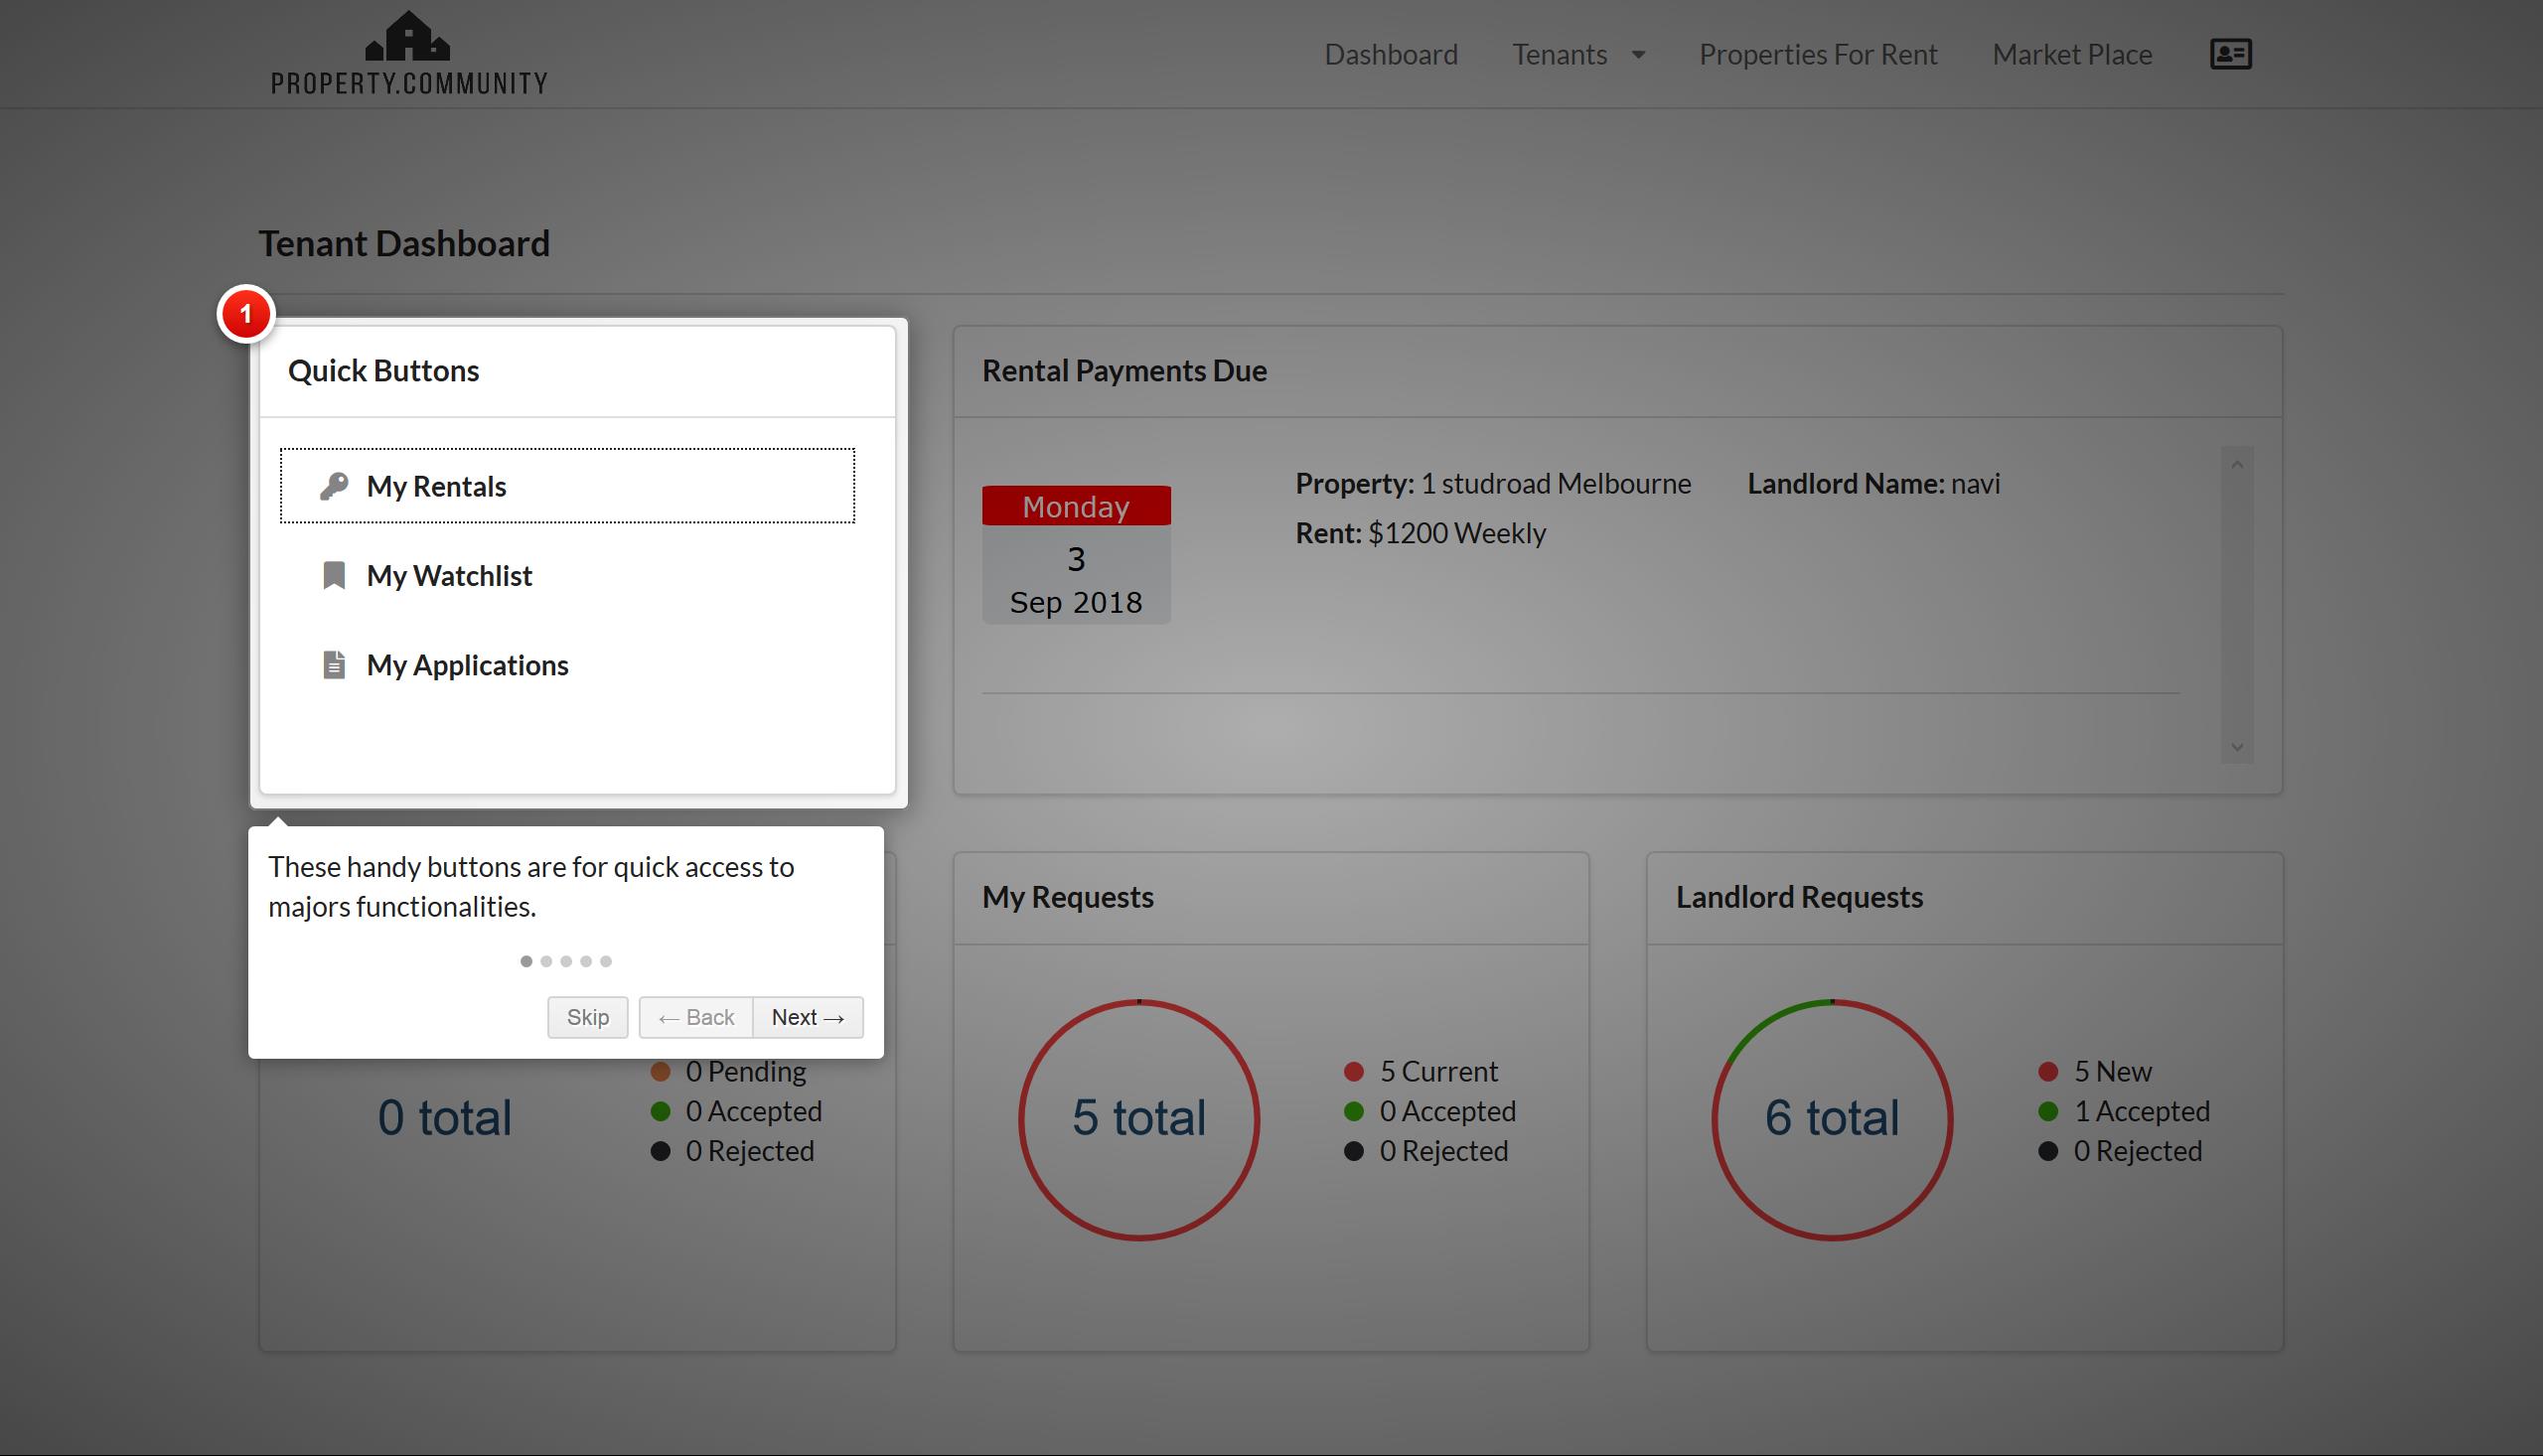 PROPERTY.COMMUNITY
Dashboard
Tenants
Properties For Rent
Market Place
Tenant Dashboard
1
Quick Buttons
My Rentals
My Watchlist
My Applications
Rental Payments Due
Monday
3
Sep 2018
Property: 1 studroad Melbourne
Landlord Name: navi
Rent: $1200 Weekly
These handy buttons are for quick access to
majors functionalities.
Skip
← Back
Next →
0 total
0 Pending
0 Accepted
0 Rejected
My Requests
5 total
5 Current
0 Accepted
0 Rejected
Landlord Requests
6 total
5 New
1 Accepted
0 Rejected